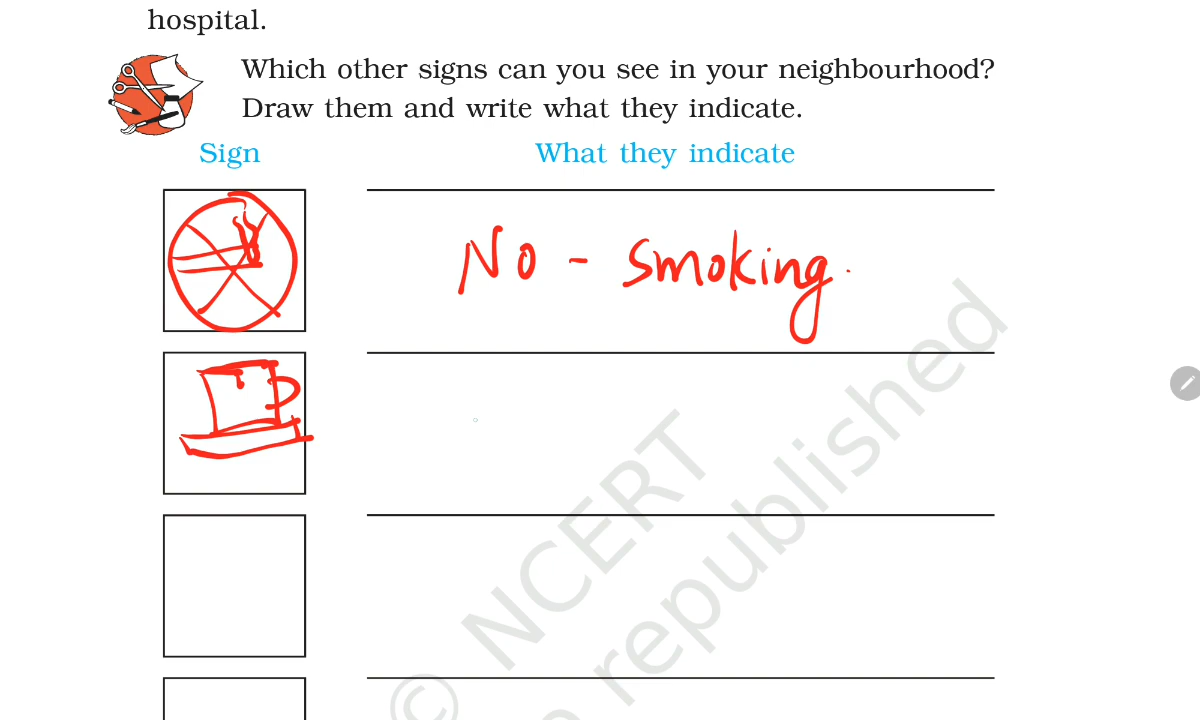 hospital.
Which other signs can you see in your neighbourhood?
Draw them and write what they indicate.
Sign What they indicate
No - smoking.
© NCERT
republished